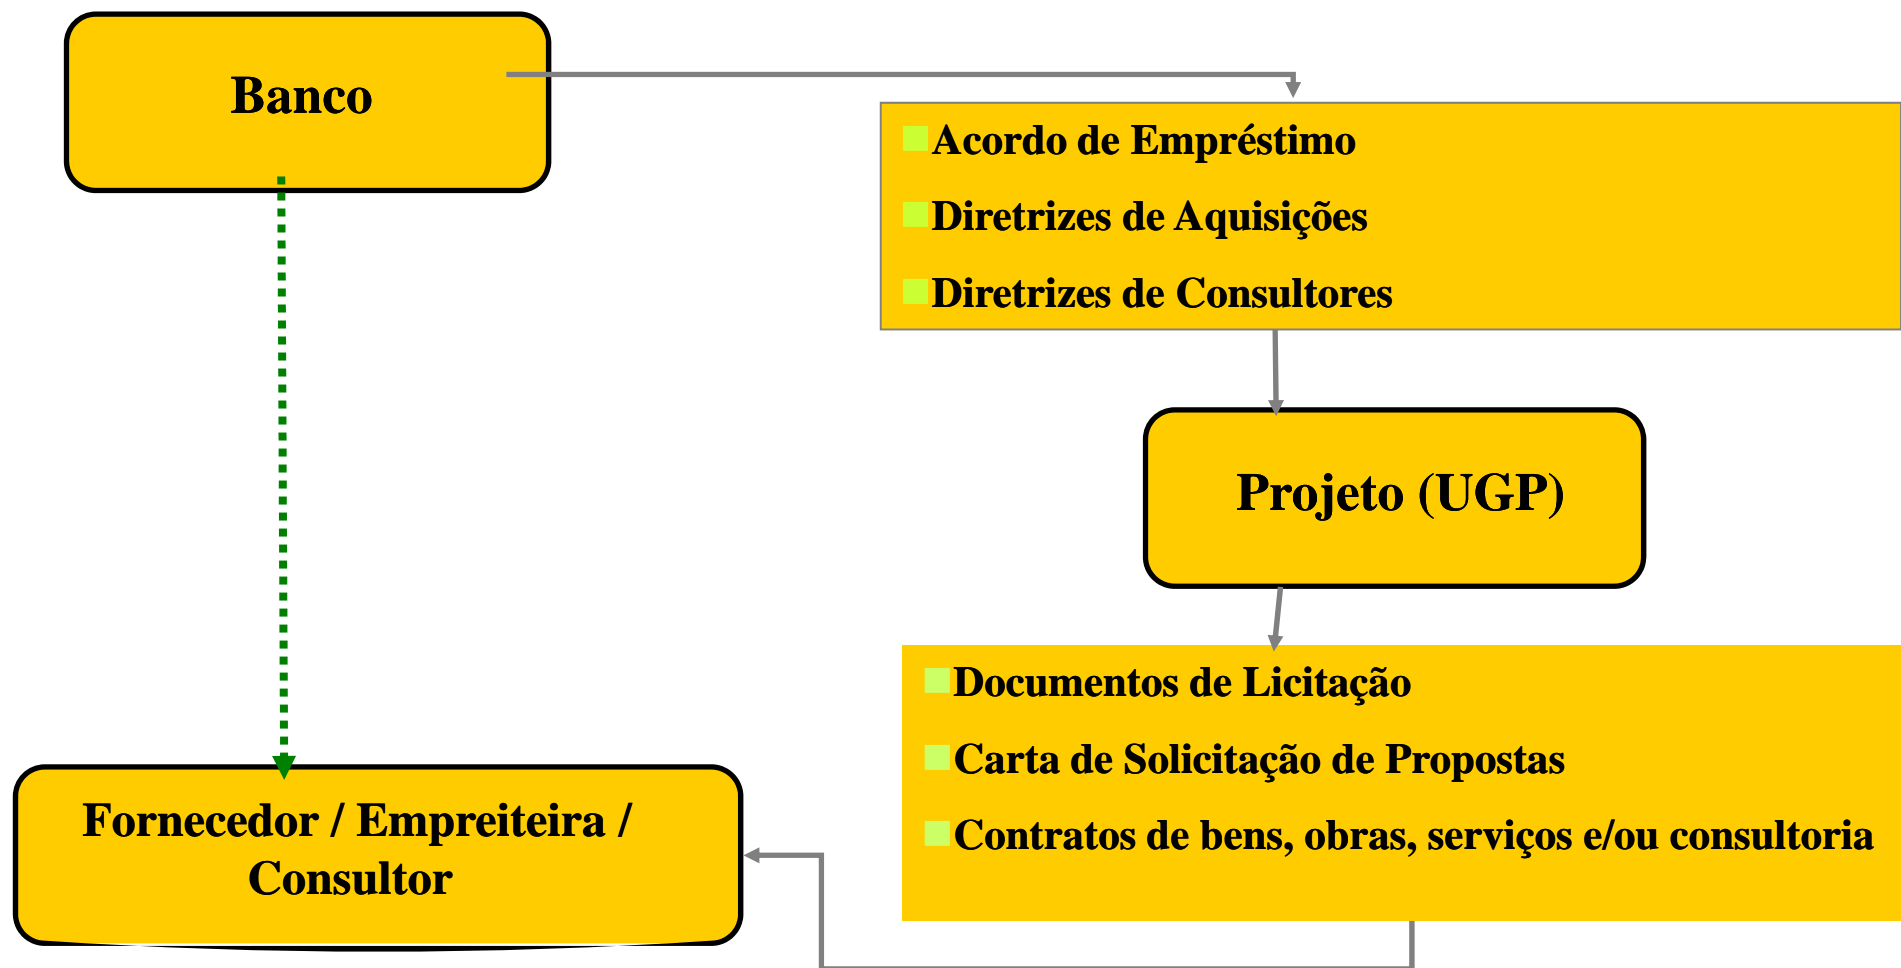 Banco
Acordo de Empréstimo
Diretrizes de Aquisições
Diretrizes de Consultores
Projeto (UGP)
Documentos de Licitação
Carta de Solicitação de Propostas
Contratos de bens, obras, serviços e/ou consultoria
Fornecedor / Empreiteira /
Consultor